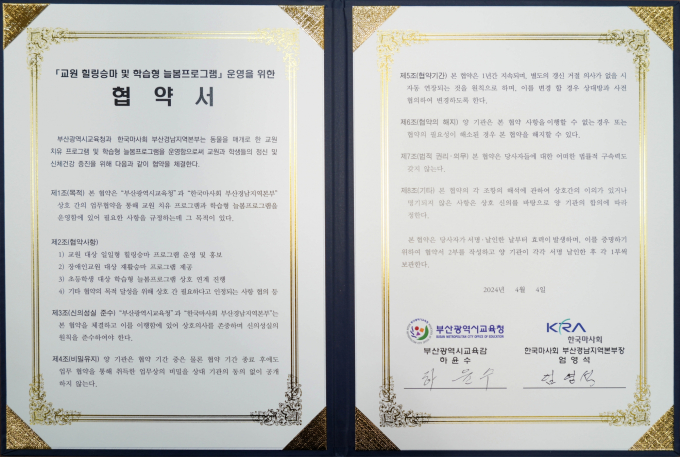 「교원 힐링승마 및 학습형 늘봄프로그램」 운영을 위한
협 약 서
부산광역시교육청과 한국마사회 부산경남지역본부는 동물을 매개로 한 교원
치유 프로그램 및 학습형 늘봄프로그램을 운영함으로써 교원과 학생들의 정신 및
신체건강 증진을 위해 다음과 같이 협약을 체결한다.
제1조(목적) 본 협약은 "부산광역시교육청"과 "한국마사회 부산경남지역본부"
상호 간의 업무협약을 통해 교원 치유 프로그램과 학습형 늘봄프로그램을
운영함에 있어 필요한 사항을 규정하는데 그 목적이 있다.
제2조(협약사항)
1) 교원 대상 일일형 힐링승마 프로그램 운영 및 홍보
2) 장애인교원 대상 재활승마 프로그램 제공
3) 초등학생 대상 학습형 늘봄프로그램 상호 연계 진행
4) 기타 협약의 목적 달성을 위해 상호 간 필요하다고 인정되는 사항 협의 등
제3조(신의성실 준수) "부산광역시교육청"과 "한국마사회 부산경남지역본부"는
본 협약을 체결하고 이를 이행함에 있어 상호의사를 존중하며 신의성실의
원칙을 준수하여야 한다.
제4조(비밀유지) 양 기관은 협약 기간 중은 물론 협약 기간 종료 후에도
업무 협약을 통해 취득한 업무상의 비밀을 상대 기관의 동의 없이 공개
하지 않는다.
제5조(협약기간) 본 협약은 1년간 지속되며, 별도의 갱신 거절 의사가 없을 시
자동 연장되는 것을 원칙으로 하며, 이를 변경 할 경우 상대방과 사전
협의하여 변경하도록 한다.
제6조(협약의 해지) 양 기관은 본 협약 사항을 이행할 수 없는 경우 또는
협약의 필요성이 해소된 경우 본 협약을 해지할 수 있다.
제7조(법적 권리·의무) 본 협약은 당사자들에 대한 어떠한 법률적 구속력도
갖지 않는다.
제8조(기타) 본 협약의 각 조항의 해석에 관하여 상호간의 이견가 있거나
명기되지 않은 사항은 상호 신의를 바탕으로 양 기관의 합의에 따라
정한다.
본 협약은 당사자가 서명·날인한 날부터 효력이 발생하며, 이를 증명하기
위하여 협약서 2부를 작성하고 양 기관이 각각 서명 날인한 후 각 1부씩
보관한다.
2024년 4월 4일
부산광역시교육청
BUSAN METROPOLITAN CITY OFFICE OF EDUCATION
부산광역시교육감
하 윤 수
하 윤 수
KRA
한국마사회
한국마사회 부산경남지역본부장
엄 영 석
엄 영 석